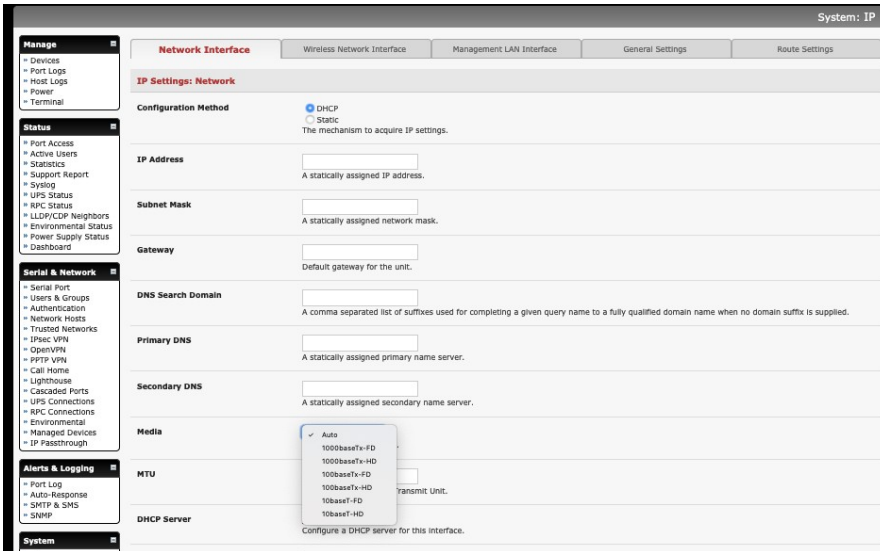 System: IP
Manage
Devices
Port Logs
Host Logs
Power
Terminal
Status
Port Access
Active Users
Statistics
Support Report
Syslog
UPS Status
RPC Status
LLDP/CDP Neighbors
Environmental Status
Power Supply Status
Dashboard
Serial & Network
Serial Port
Users & Groups
Authentication
Network Hosts
Trusted Networks
IPsec VPN
OpenVPN
PPTP VPN
Call Home
Lighthouse
Cascaded Ports
UPS Connections
RPC Connections
Environmental
Managed Devices
IP Passthrough
Alerts & Logging
Port Log
Auto-Response
SMTP & SMS
SNMP
System
Network Interface Wireless Network Interface Management LAN Interface General Settings Route Settings
IP Settings: Network
Configuration Method DHCP
Static
The mechanism to acquire IP settings.
IP Address
A statically assigned IP address.
Subnet Mask
A statically assigned network mask.
Gateway
Default gateway for the unit.
DNS Search Domain
A comma separated list of suffixes used for completing a given query name to a fully qualified domain name when no domain suffix is supplied.
Primary DNS
A statically assigned primary name server.
Secondary DNS
A statically assigned secondary name server.
Media
Auto
1000baseTx-FD
1000baseTx-HD
100baseTx-FD
100baseTx-HD
10baseT-FD
10baseT-HD
MTU
Transmit Unit.
DHCP Server
Configure a DHCP server for this interface.